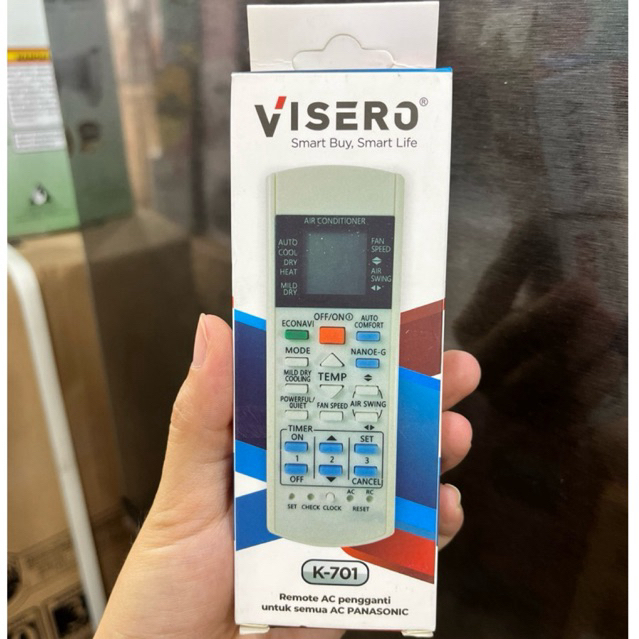 VISERO®
Smart Buy, Smart Life
AIR CONDITIONER
AUTO
COOL
DRY
HEAT
MILD
DRY
FAN
SPEED
AIR
SWING
OFF/ON
ECONAVI
AUTO
COMFORT
MODE
NANOE-G
MILD DRY
COOLING
TEMP
POWERFUL/
QUIET
FAN SPEED
AIR SWING
TIMER
ON
SET
1
2
3
OFF
CANCEL
SET CHECK CLOCK
AC RC
RESET
K-701
Remote AC pengganti
untuk semua AC PANASONIC